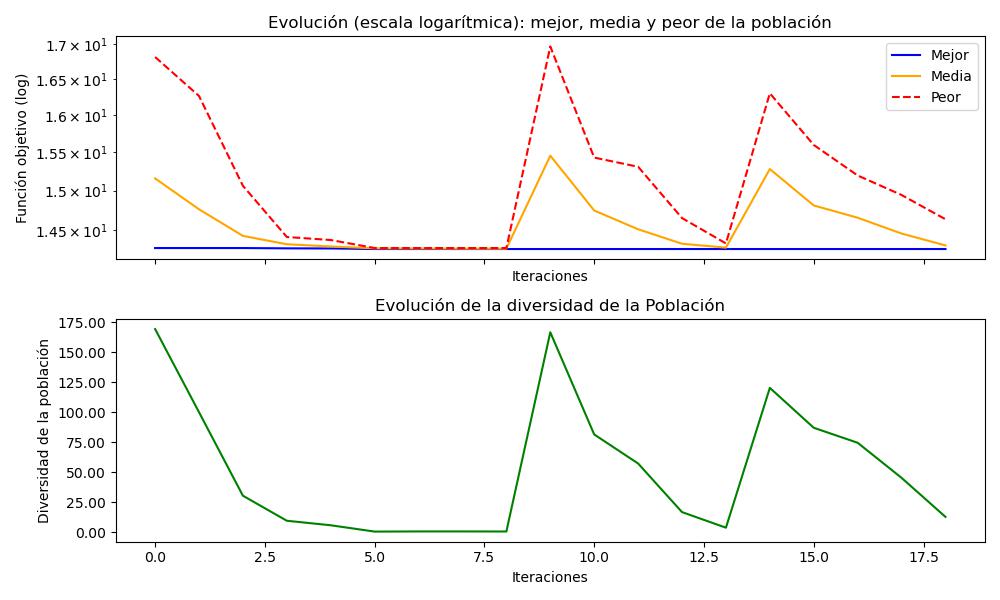 Evolución (escala logarítmica): mejor, media y peor de la población
Función objetivo (log)
1.7 × 10¹
1.65 × 10¹
1.6 × 10¹
1.55 × 10¹
1.5 × 10¹
1.45 × 10¹
Mejor
Media
Peor
Iteraciones
Evolución de la diversidad de la Población
Diversidad de la población
175.00
150.00
125.00
100.00
75.00
50.00
25.00
0.00
0.0 2.5 5.0 7.5 10.0 12.5 15.0 17.5
Iteraciones